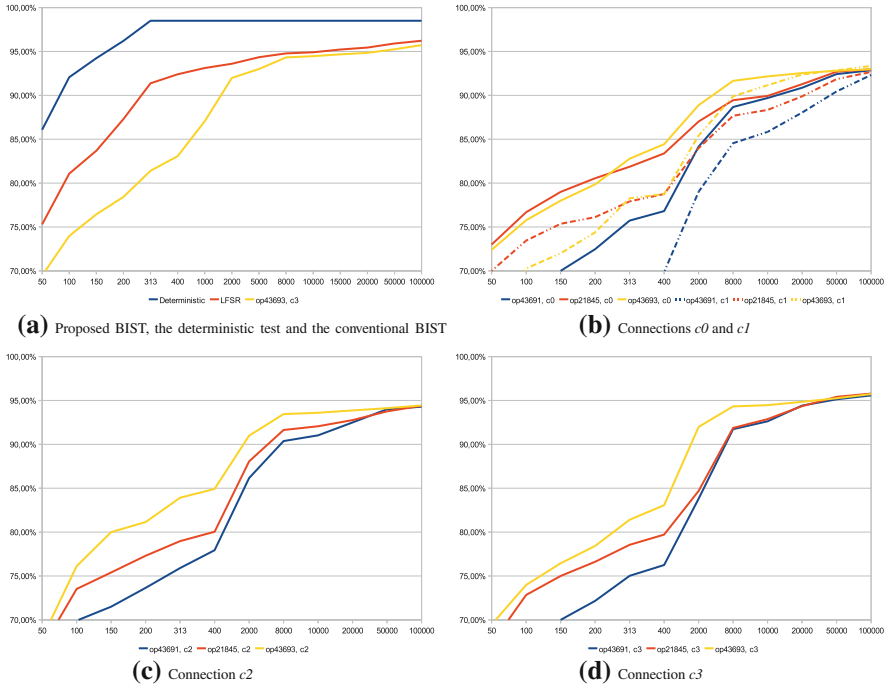 100,00%
95,00%
90,00%
85,00%
80,00%
75,00%
70,00%
50 100 150 200 313 400 1000 2000 5000 8000 10000 15000 20000 50000 100000
Deterministic LFSR op43693, c3
(a) Proposed BIST, the deterministic test and the conventional BIST
100,00%
95,00%
90,00%
85,00%
80,00%
75,00%
70,00%
50 100 150 200 313 400 2000 8000 10000 20000 50000 100000
op43691, c0 op21845, c0 op43693, c0 op43691, c1 op21845, c1 op43693, c1
(b) Connections c0 and c1
100,00%
95,00%
90,00%
85,00%
80,00%
75,00%
70,00%
50 100 150 200 313 400 2000 8000 10000 20000 50000 100000
op43691, c2 op21845, c2 op43693, c2
(c) Connection c2
100,00%
95,00%
90,00%
85,00%
80,00%
75,00%
70,00%
50 100 150 200 313 400 2000 8000 10000 20000 50000 100000
op43691, c3 op21845, c3 op43693, c3
(d) Connection c3